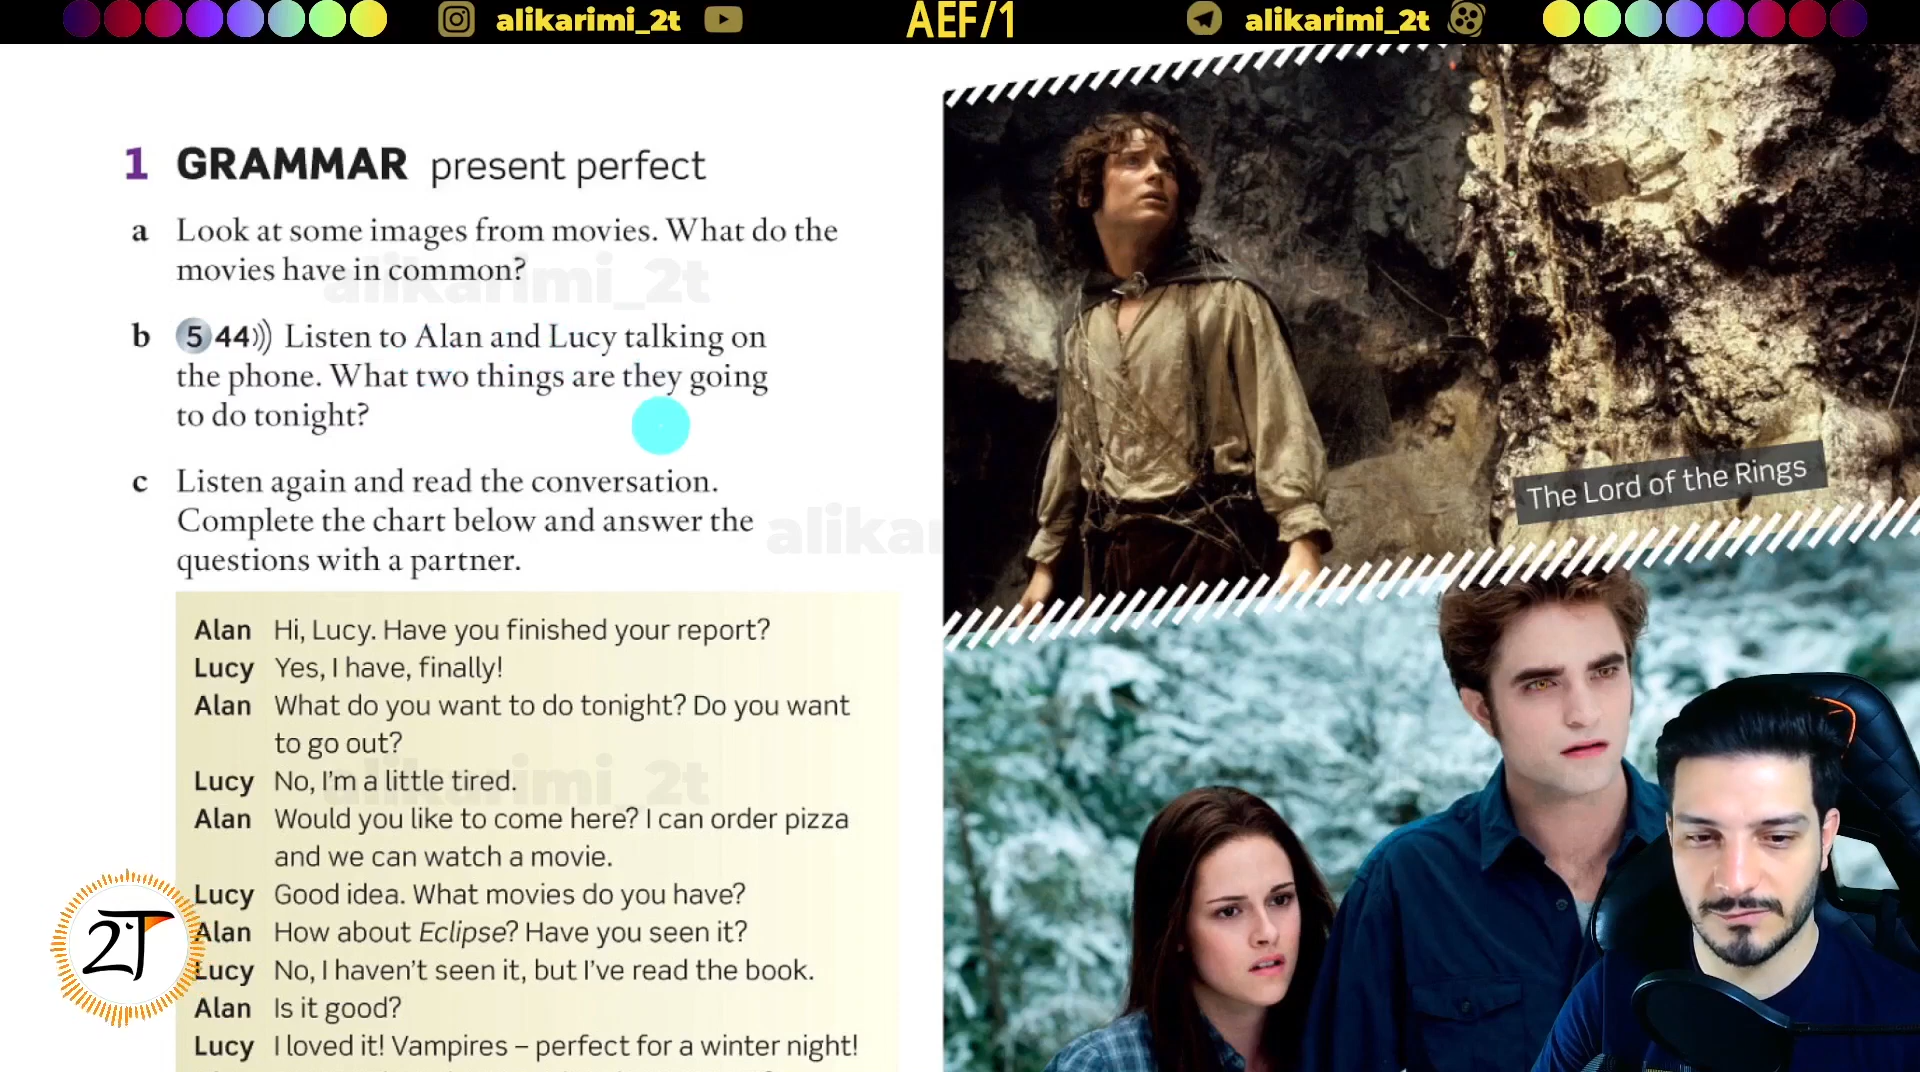 alikarimi_2t
AEF/1
alikarimi_2t
1 GRAMMAR present perfect
a Look at some images from movies. What do the
movies have in common?
alikarimi_2t
b 5 44 Listen to Alan and Lucy talking on
the phone. What two things are they going
to do tonight?
c Listen again and read the conversation.
Complete the chart below and answer the
questions with a partner.
alikar
The Lord of the Rings
Alan Hi, Lucy. Have you finished your report?
Lucy Yes, I have, finally!
Alan What do you want to do tonight? Do you want
to go out?
Lucy No, I'm a little tired.
alikarimi_2t
Alan Would you like to come here? I can order pizza
and we can watch a movie.
Lucy Good idea. What movies do you have?
Alan How about Eclipse? Have you seen it?
Lucy No, I haven't seen it, but I've read the book.
Alan Is it good?
Lucy I loved it! Vampires – perfect for a winter night!
2T